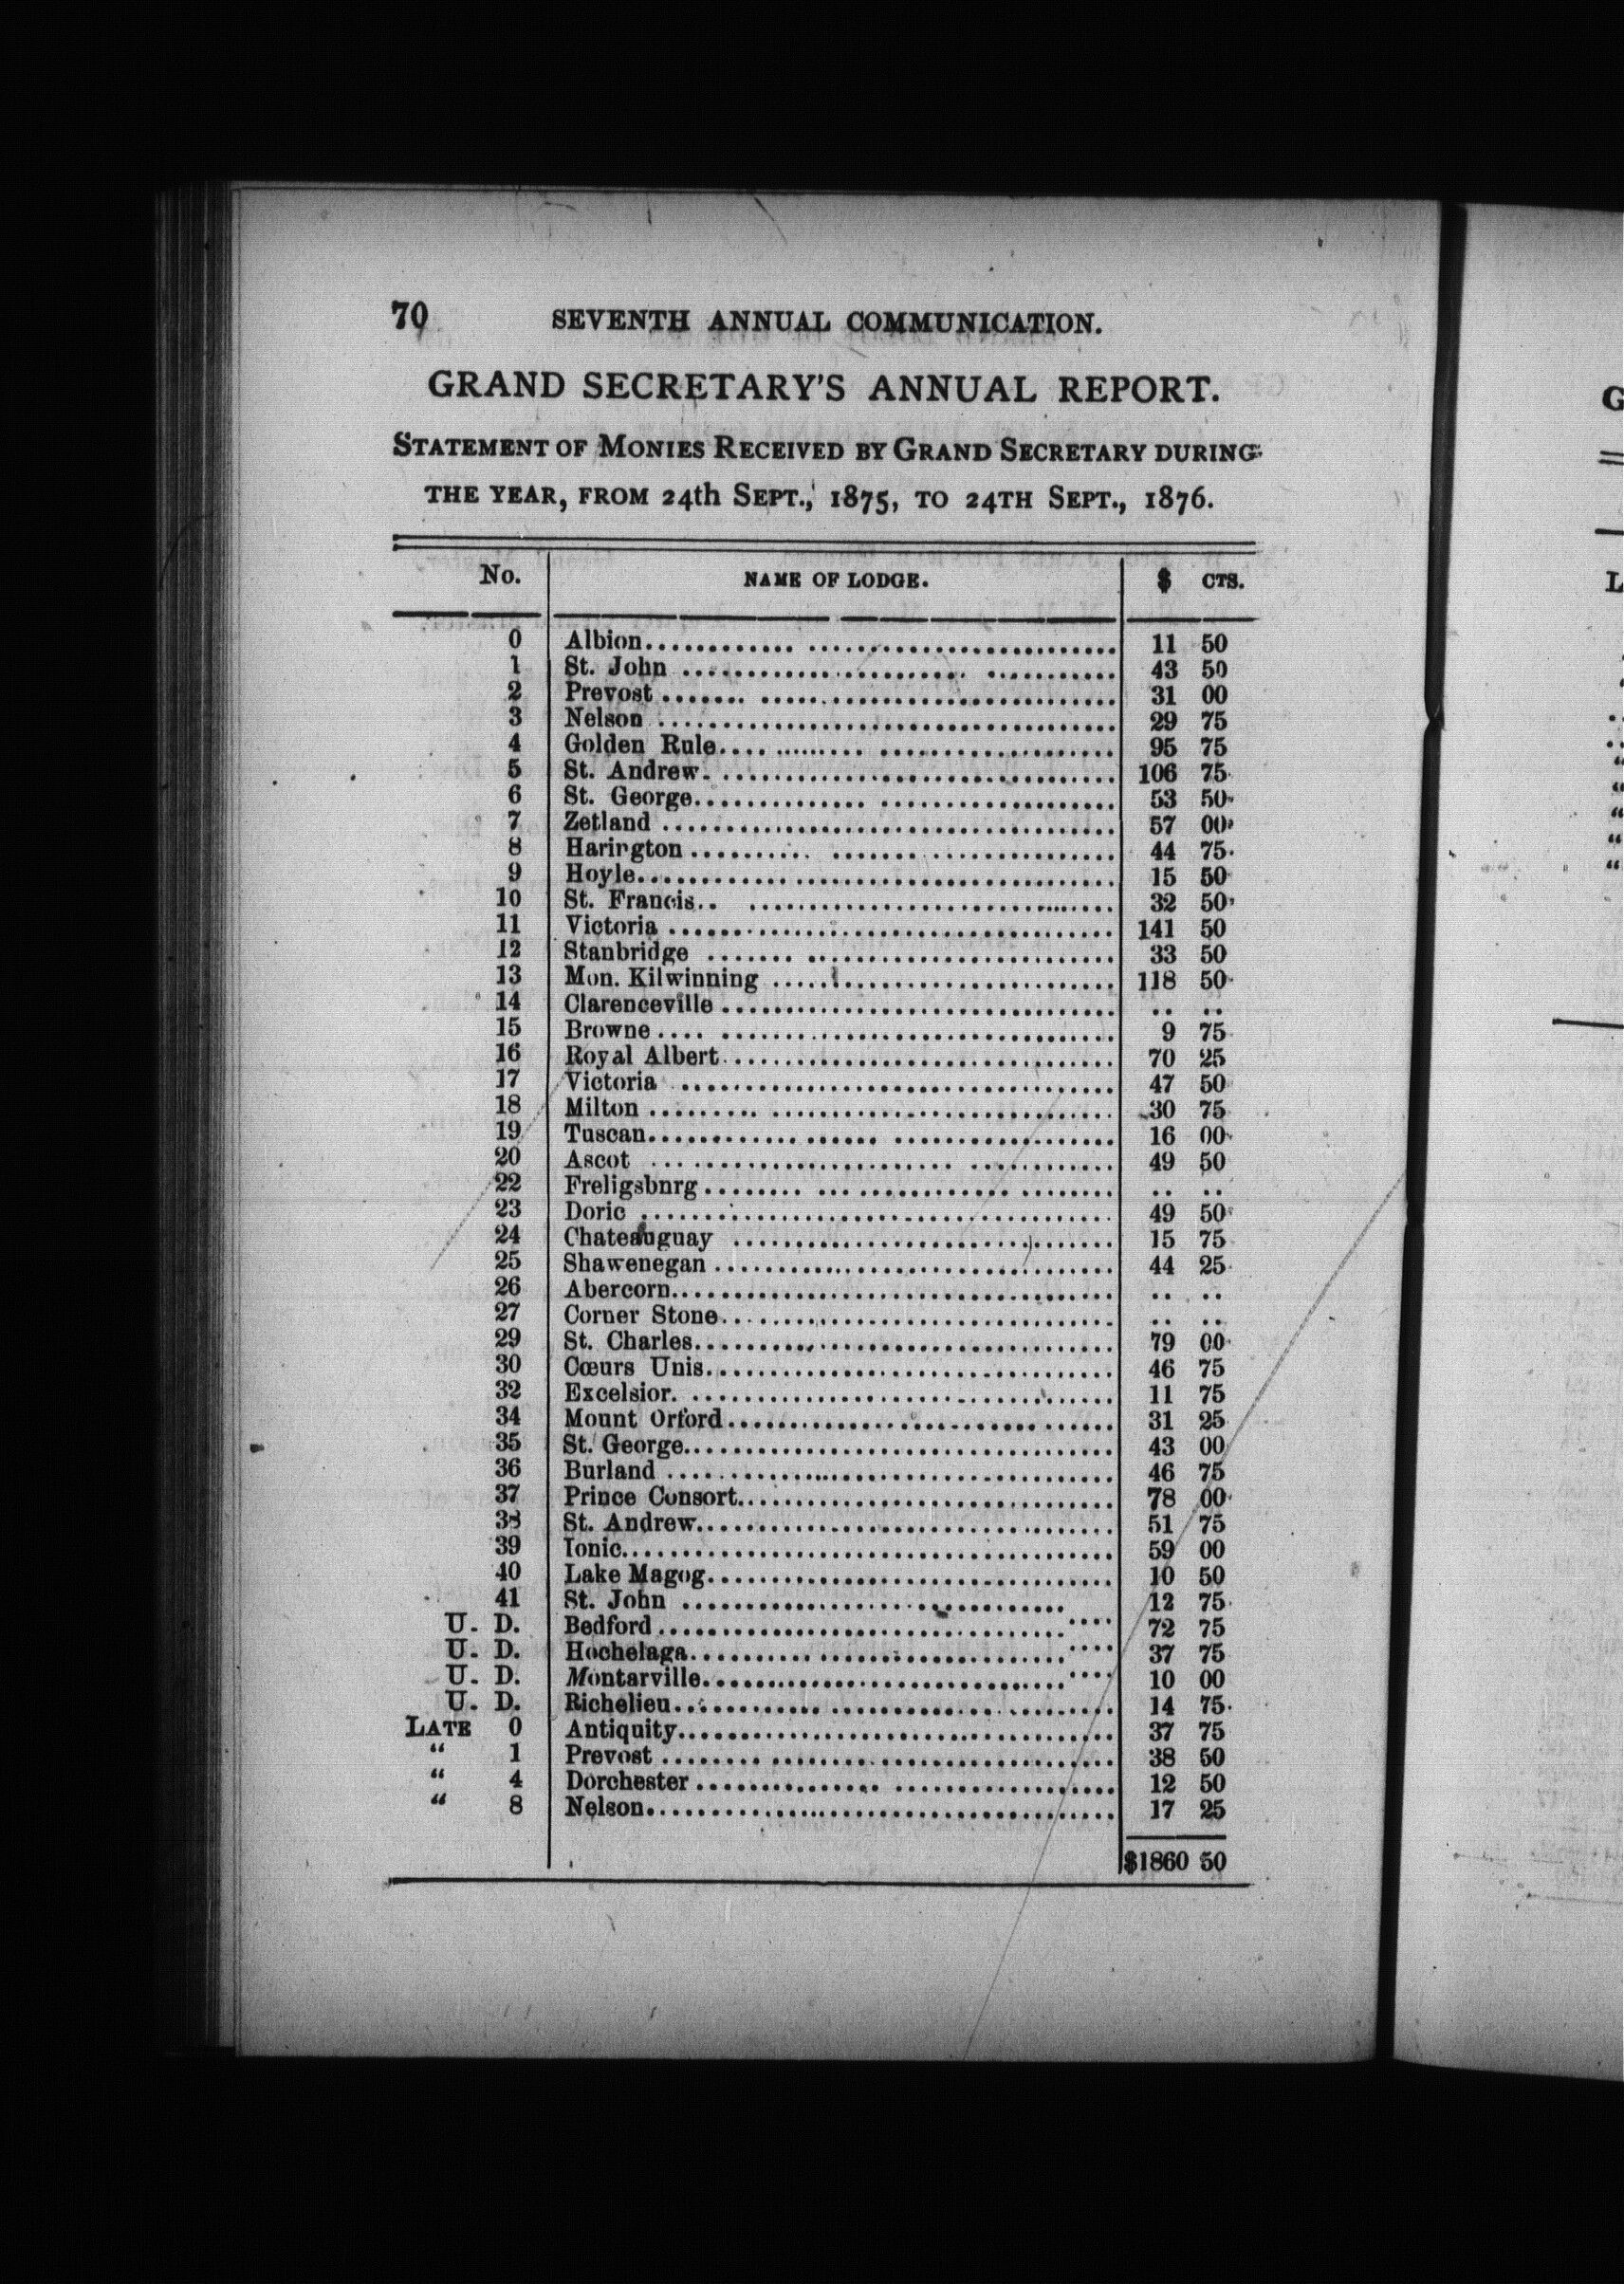 70 SEVENTH ANNUAL COMMUNICATION.
GRAND SECRETARY'S ANNUAL REPORT.
STATEMENT OF MONIES RECEIVED BY GRAND SECRETARY DURING
THE YEAR, FROM 24th SEPT., 1875, TO 24TH SEPT., 1876.
No. NAME OF LODGE. $ CTS.
0 Albion 11 50
1 St. John 43 50
2 Prevost 31 00
3 Nelson 29 75
4 Golden Rule 95 75
5 St. Andrew 106 75
6 St. George 53 50
7 Zetland 57 00
8 Harington 44 75
9 Hoyle 15 50
10 St. Francis 32 50
11 Victoria 141 50
12 Stanbridge 33 50
13 Mon. Kilwinning 118 50
14 Clarenceville .. ..
15 Browne 9 75
16 Royal Albert 70 25
17 Victoria 47 50
18 Milton 30 75
19 Tuscan 16 00
20 Ascot 49 50
22 Freligsbnrg .. ..
23 Doric 49 50
24 Chateauguay 15 75
25 Shawenegan 44 25
26 Abercorn .. ..
27 Corner Stone .. ..
29 St. Charles 79 00
30 Cœurs Unis 46 75
32 Excelsior 11 75
34 Mount Orford 31 25
35 St. George 43 00
36 Burland 46 75
37 Prince Consort 78 00
38 St. Andrew 51 75
39 Ionic 59 00
40 Lake Magog 10 50
41 St. John 12 75
U. D. Bedford 72 75
U. D. Hochelaga 37 75
U. D. Montarville 10 00
U. D. Richelieu 14 75
LATE 0 Antiquity 37 75
" 1 Prevost 38 50
" 4 Dorchester 12 50
" 8 Nelson 17 25
$1860 50